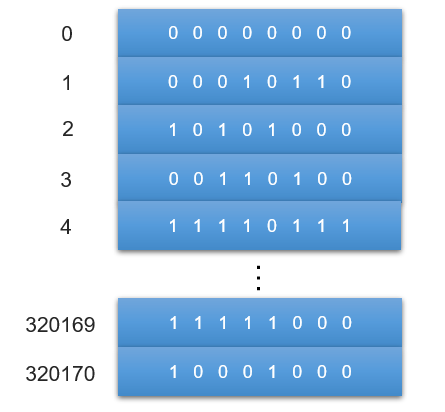 0 0 0 0 0 0 0 0 0
1 0 0 0 1 0 1 1 0
2 1 0 1 0 1 0 0 0
3 0 0 1 1 0 1 0 0
4 1 1 1 1 0 1 1 1
⋮
320169 1 1 1 1 1 0 0 0
320170 1 0 0 0 1 0 0 0